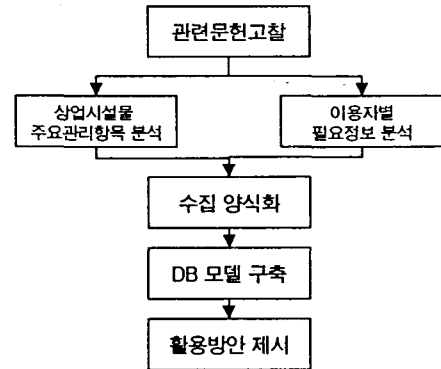 관련문헌고찰
상업시설물
주요관리항목 분석
이용자별
필요정보 분석
수집 양식화
DB 모델 구축
활용방안 제시